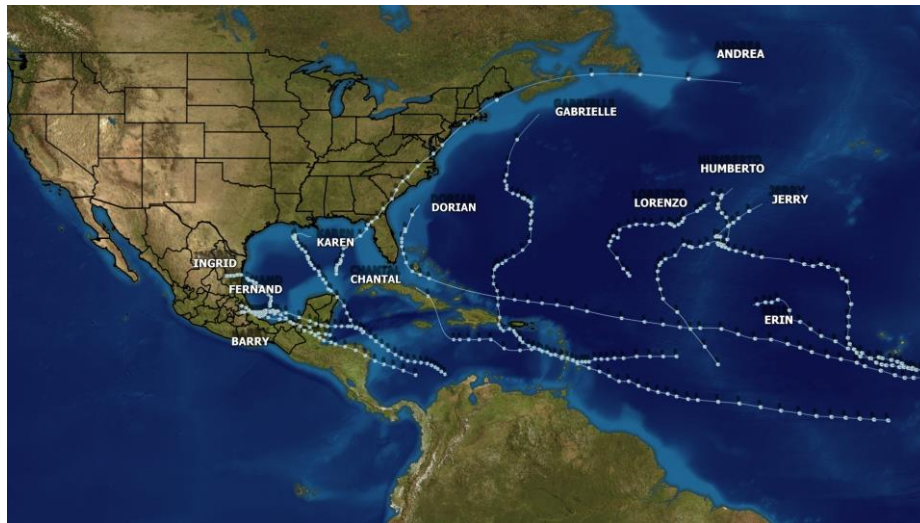 ANDREA
GABRIELLE
HUMBERTO
LORENZO
JERRY
DORIAN
KAREN
INGRID
CHANTAL
FERNAND
ERIN
BARRY